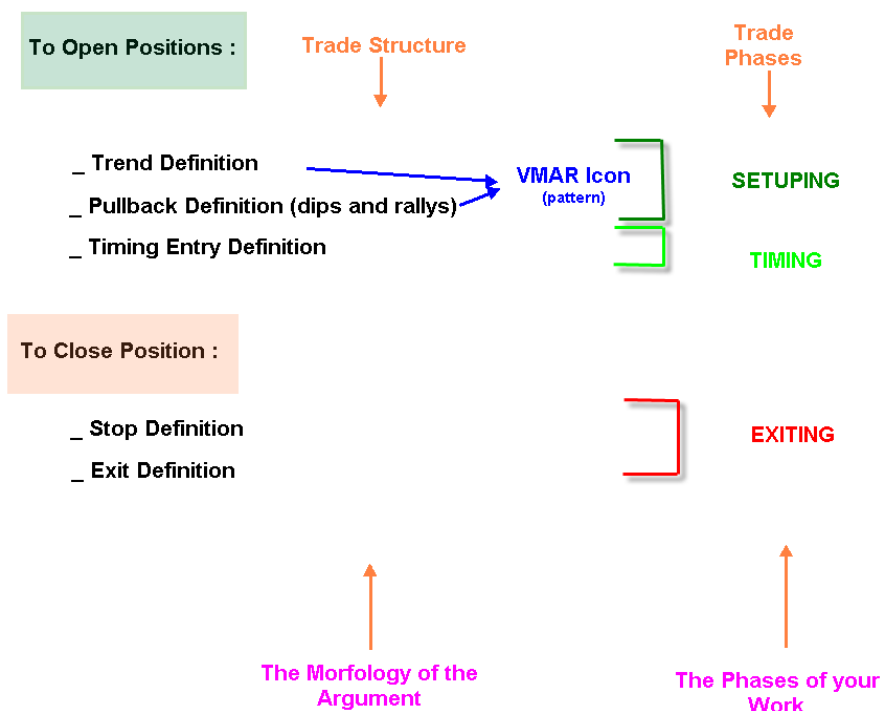 To Open Positions :
Trade Structure
Trade
Phases
_ Trend Definition
VMAR Icon
(pattern)
SETUPING
_ Pullback Definition (dips and rallys)
_ Timing Entry Definition
TIMING
To Close Position :
_ Stop Definition
EXITING
_ Exit Definition
The Morfology of the
Argument
The Phases of your
Work